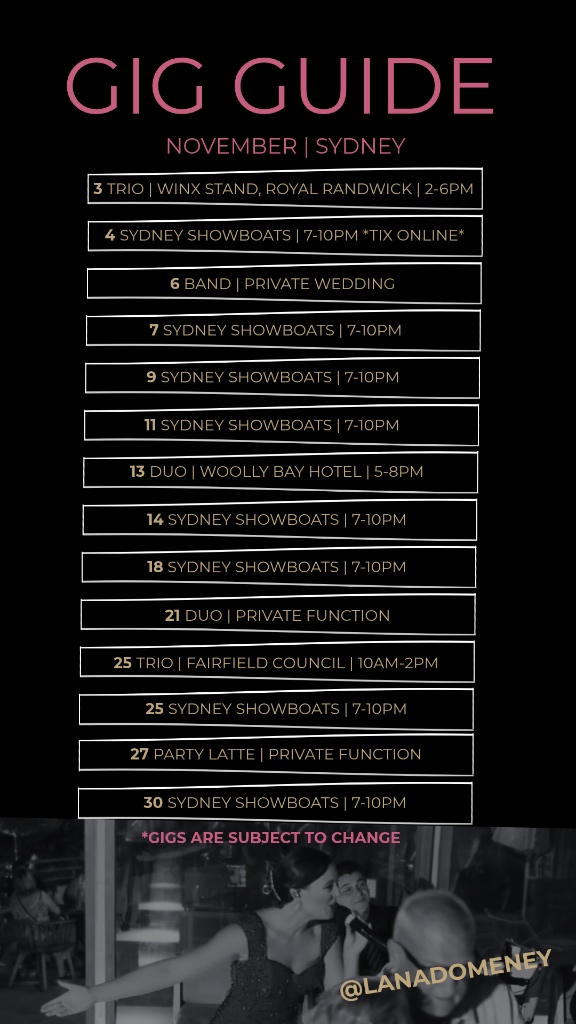 GIG GUIDE
NOVEMBER | SYDNEY
3 TRIO | WINX STAND, ROYAL RANDWICK | 2-6PM
4 SYDNEY SHOWBOATS | 7-10PM *TIX ONLINE*
6 BAND | PRIVATE WEDDING
7 SYDNEY SHOWBOATS | 7-10PM
9 SYDNEY SHOWBOATS | 7-10PM
11 SYDNEY SHOWBOATS | 7-10PM
13 DUO | WOOLLY BAY HOTEL | 5-8PM
14 SYDNEY SHOWBOATS | 7-10PM
18 SYDNEY SHOWBOATS | 7-10PM
21 DUO | PRIVATE FUNCTION
25 TRIO | FAIRFIELD COUNCIL | 10AM-2PM
25 SYDNEY SHOWBOATS | 7-10PM
27 PARTY LATTE | PRIVATE FUNCTION
30 SYDNEY SHOWBOATS | 7-10PM
*GIGS ARE SUBJECT TO CHANGE
@LANADOMENEY